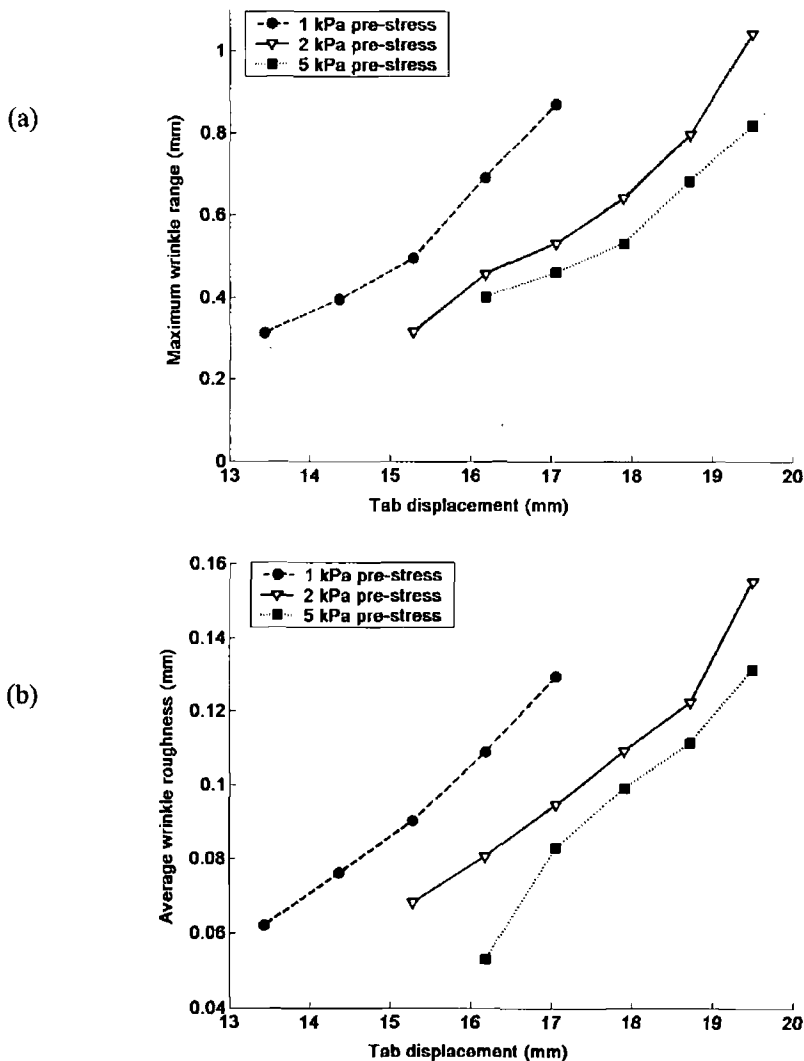 (a)
1 kPa pre-stress
2 kPa pre-stress
5 kPa pre-stress
Maximum wrinkle range (mm)
1
0.8
0.6
0.4
0.2
0
13 14 15 16 17 18 19 20
Tab displacement (mm)
(b)
1 kPa pre-stress
2 kPa pre-stress
5 kPa pre-stress
Average wrinkle roughness (mm)
0.16
0.14
0.12
0.1
0.08
0.06
0.04
13 14 15 16 17 18 19 20
Tab displacement (mm)